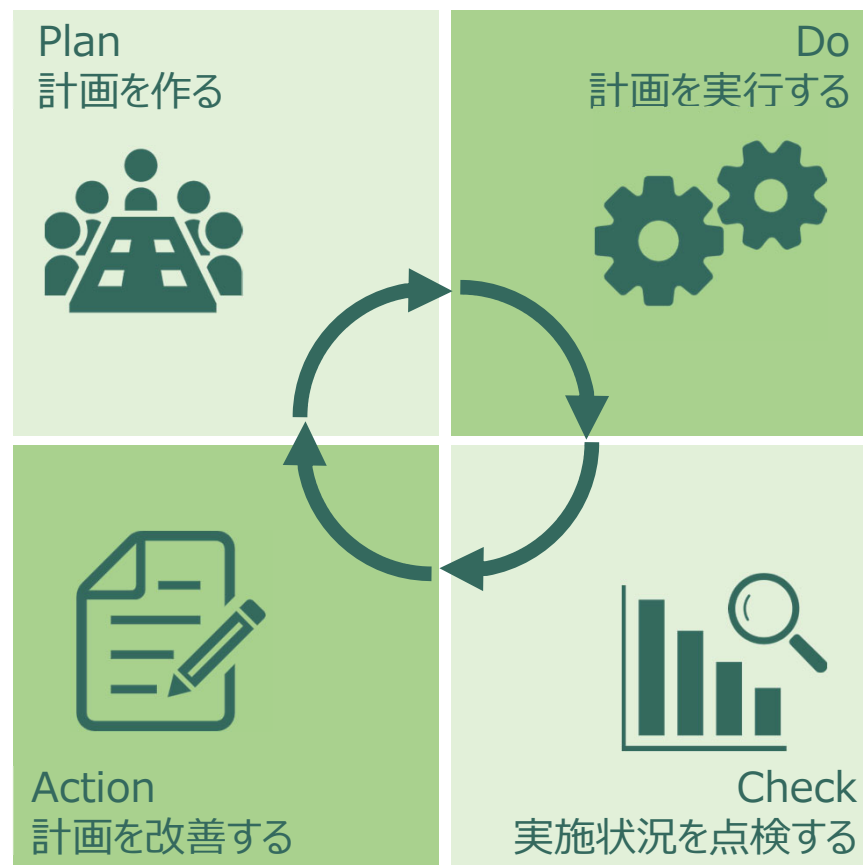 Plan
計画を作る
Do
計画を実行する
Action
計画を改善する
Check
実施状況を点検する